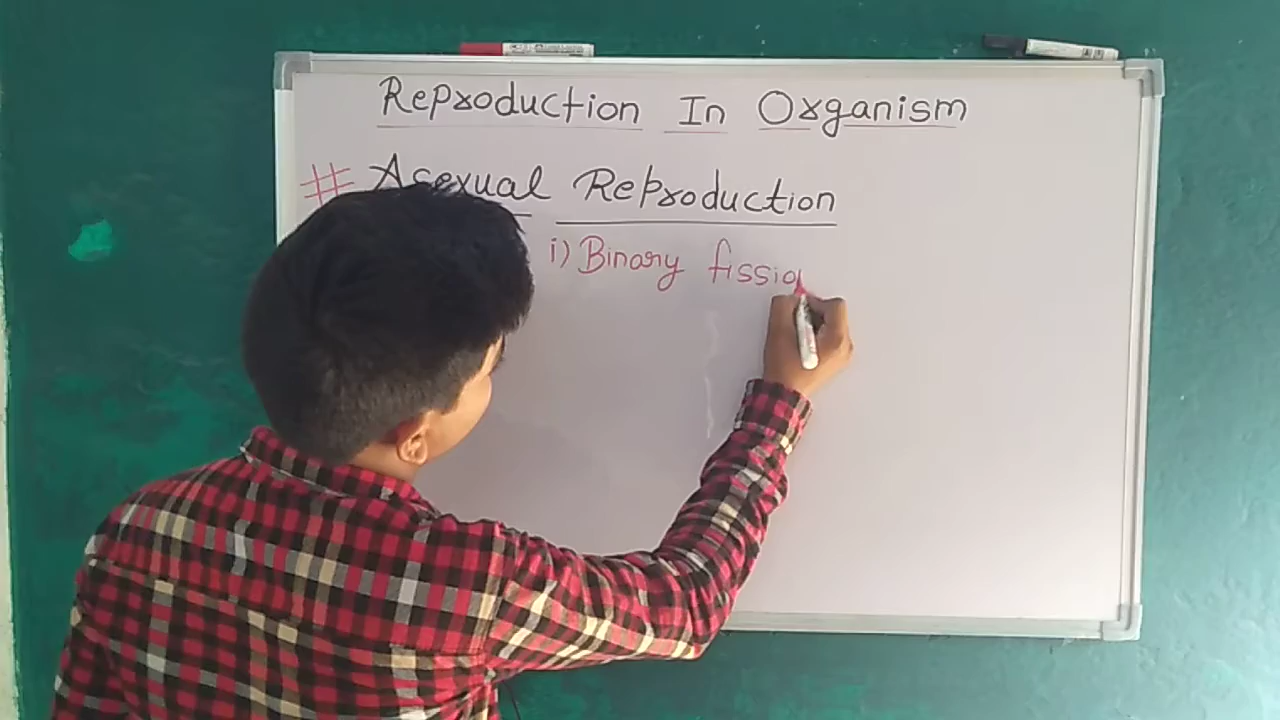 Reproduction In Organism
# Asexual Reproduction
i) Binary fissio